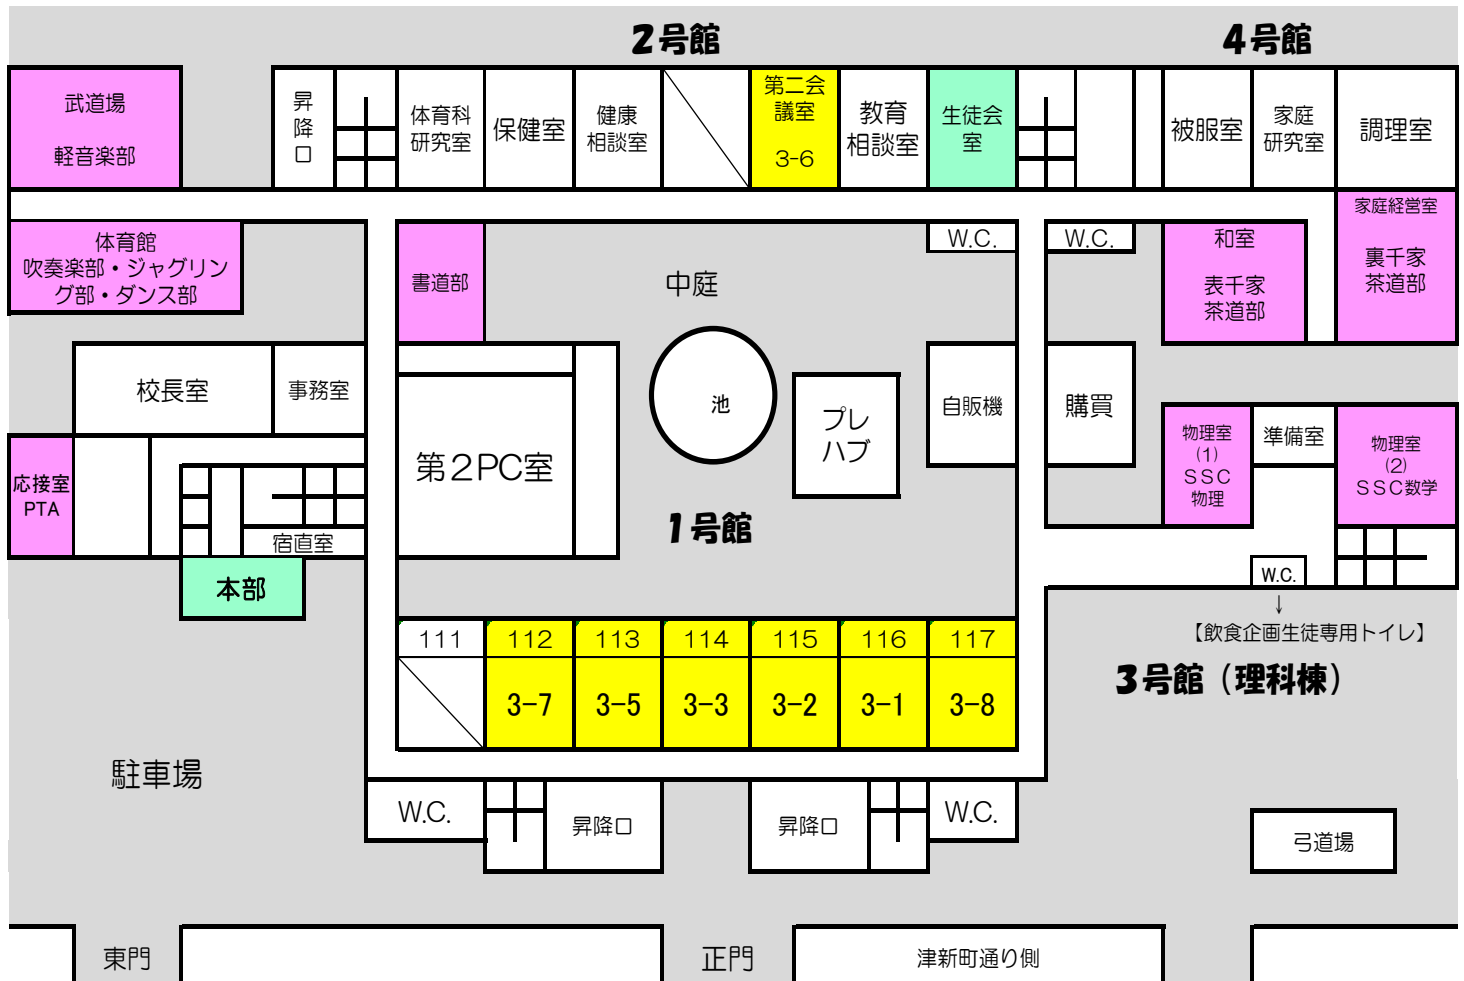 2号館
4号館
武道場
軽音楽部
昇
降
口
体育科
研究室
保健室
健康
相談室
第二会
議室
3-6
教育
相談室
生徒会
室
被服室
家庭
研究室
調理室
体育館
吹奏楽部・ジャグリン
グ部・ダンス部
書道部
中庭
W.C.
W.C.
和室
表千家
茶道部
家庭経営室
裏千家
茶道部
校長室
事務室
池
プレ
ハブ
自販機
購買
物理室
(1)
SSC
物理
準備室
物理室
(2)
SSC数学
応接室
PTA
第2PC室
1号館
宿直室
本部
W.C.
↓
【飲食企画生徒専用トイレ】
3号館（理科棟）
111
112
113
114
115
116
117
3-7
3-5
3-3
3-2
3-1
3-8
駐車場
W.C.
昇降口
昇降口
W.C.
弓道場
東門
正門
津新町通り側